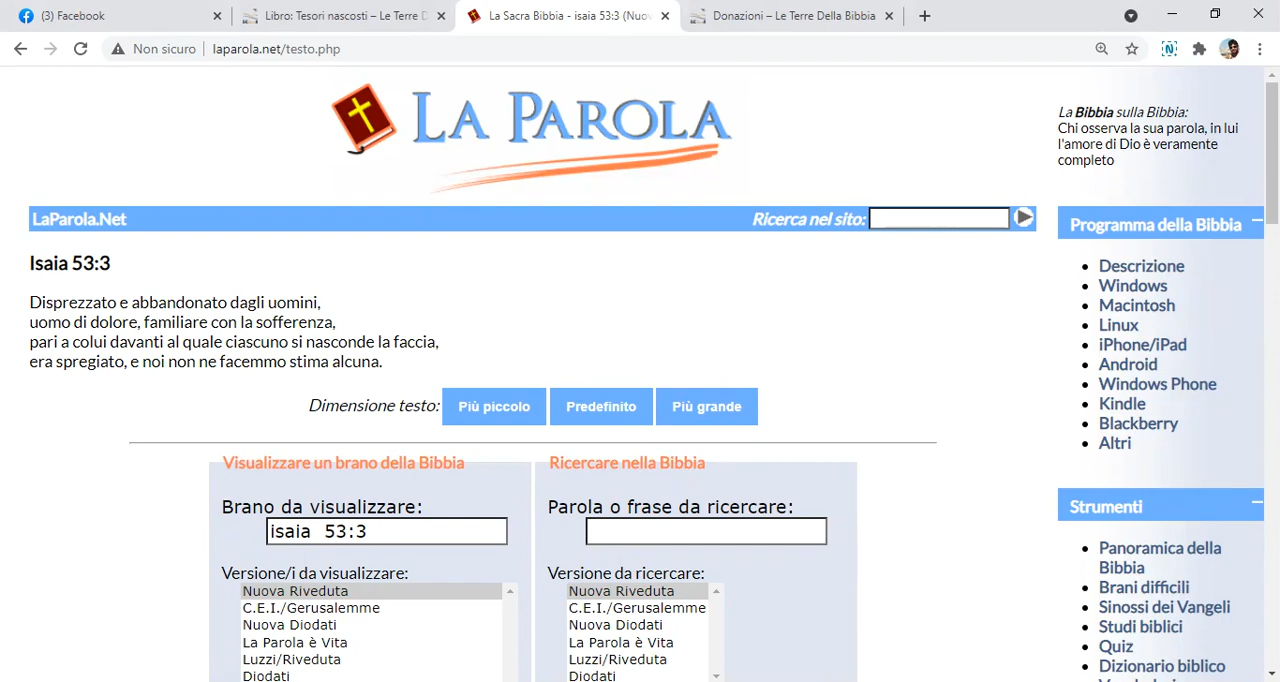 (3) Facebook
Libro: Tesori nascosti – Le Terre D
La Sacra Bibbia - isaia 53:3 (Nuov
Donazioni – Le Terre Della Bibbia
Non sicuro
laparola.net/testo.php
LA PAROLA
La Bibbia sulla Bibbia:
Chi osserva la sua parola, in lui
l'amore di Dio è veramente
completo
LaParola.Net
Ricerca nel sito:
Isaia 53:3
Disprezzato e abbandonato dagli uomini,
uomo di dolore, familiare con la sofferenza,
pari a colui davanti al quale ciascuno si nasconde la faccia,
era spregiato, e noi non ne facemmo stima alcuna.
Dimensione testo:
Più piccolo
Predefinito
Più grande
Visualizzare un brano della Bibbia
Brano da visualizzare:
isaia 53:3
Versione/i da visualizzare:
Nuova Riveduta
C.E.I./Gerusalemme
Nuova Diodati
La Parola è Vita
Luzzi/Riveduta
Diodati
Ricercare nella Bibbia
Parola o frase da ricercare:
Versione da ricercare:
Nuova Riveduta
C.E.I./Gerusalemme
Nuova Diodati
La Parola è Vita
Luzzi/Riveduta
Diodati
Programma della Bibbia
Descrizione
Windows
Macintosh
Linux
iPhone/iPad
Android
Windows Phone
Kindle
Blackberry
Altri
Strumenti
Panoramica della
Bibbia
Brani difficili
Sinossi dei Vangeli
Studi biblici
Quiz
Dizionario biblico